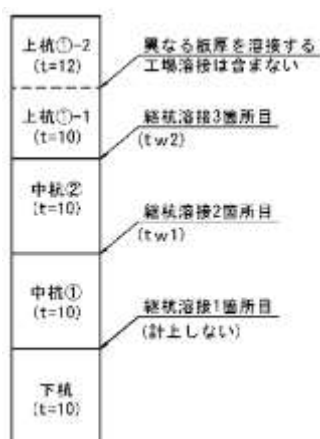 上杭①-2
(t=12)
異なる板厚を溶接する
工場溶接は含まない
上杭①-1
(t=10)
継杭溶接3箇所目
(tw2)
中杭②
(t=10)
継杭溶接2箇所目
(tw1)
中杭①
(t=10)
継杭溶接1箇所目
(計上しない)
下杭
(t=10)